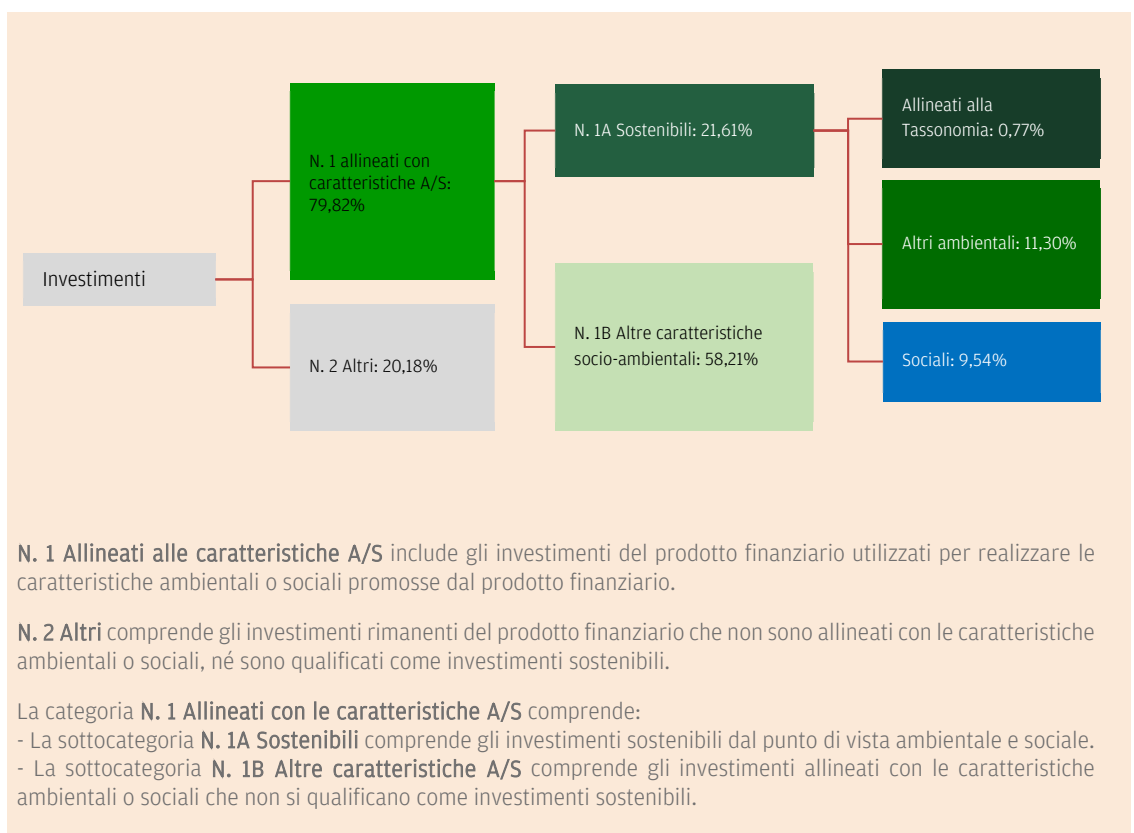 Investimenti
N. 1 allineati con
caratteristiche A/S:
79,82%
N. 2 Altri: 20,18%
N. 1A Sostenibili: 21,61%
N. 1B Altre caratteristiche
socio-ambientali: 58,21%
Allineati alla
Tassonomia: 0,77%
Altri ambientali: 11,30%
Sociali: 9,54%
N. 1 Allineati alle caratteristiche A/S include gli investimenti del prodotto finanziario utilizzati per realizzare le
caratteristiche ambientali o sociali promosse dal prodotto finanziario.
N. 2 Altri comprende gli investimenti rimanenti del prodotto finanziario che non sono allineati con le caratteristiche
ambientali o sociali, né sono qualificati come investimenti sostenibili.
La categoria N. 1 Allineati con le caratteristiche A/S comprende:
- La sottocategoria N. 1A Sostenibili comprende gli investimenti sostenibili dal punto di vista ambientale e sociale.
- La sottocategoria N. 1B Altre caratteristiche A/S comprende gli investimenti allineati con le caratteristiche
ambientali o sociali che non si qualificano come investimenti sostenibili.